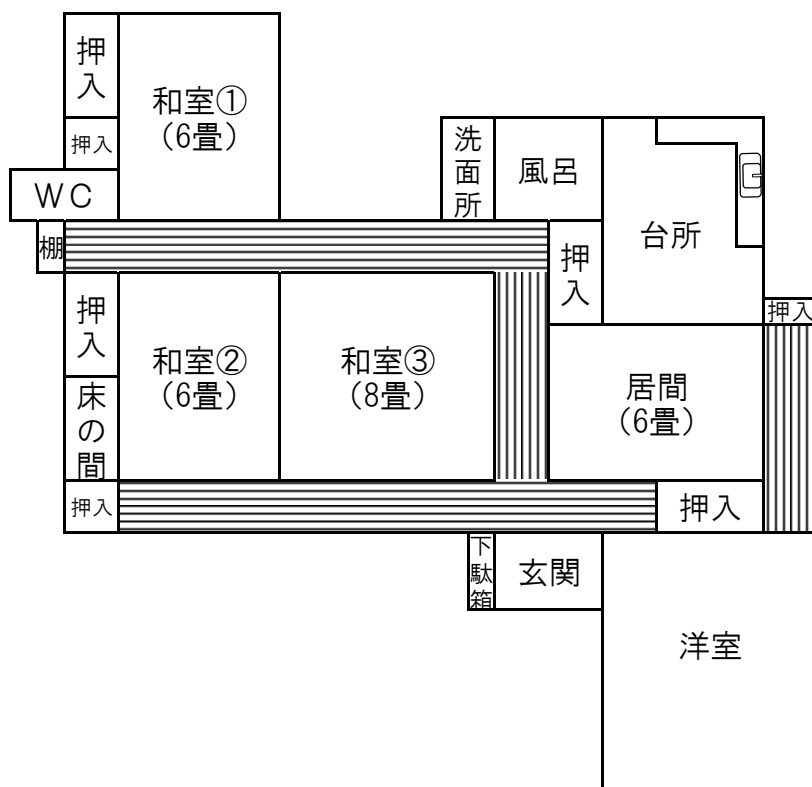 押入
和室①
（6畳）
押入
WC
棚
洗面所
風呂
台所
押入
押入
押入
和室②
（6畳）
和室③
（8畳）
居間
（6畳）
床の間
押入
押入
下駄箱
玄関
洋室